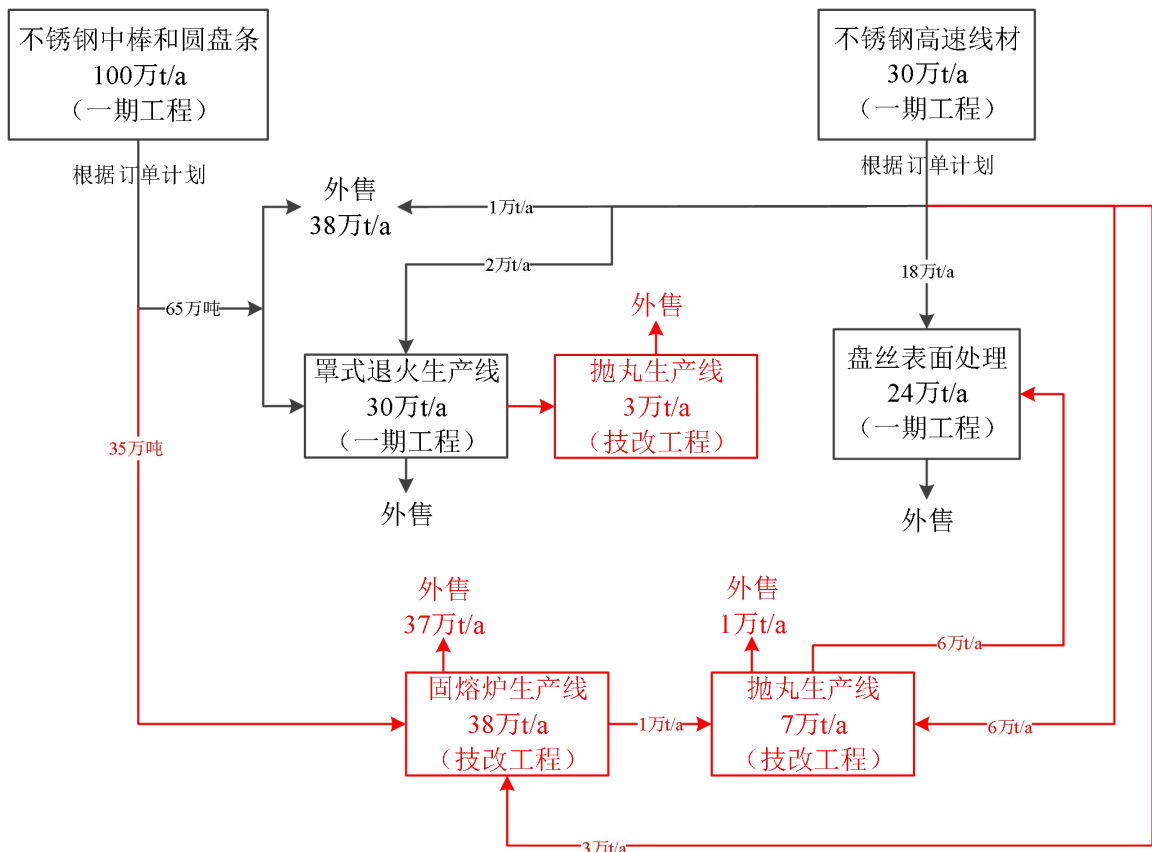 不锈钢中棒和圆盘条
100万t/a
（一期工程）
不锈钢高速线材
30万t/a
（一期工程）
根据订单计划
根据订单计划
外售
38万t/a
1万t/a
2万t/a
18万t/a
65万吨
外售
罩式退火生产线
30万t/a
（一期工程）
抛丸生产线
3万t/a
（技改工程）
盘丝表面处理
24万t/a
（一期工程）
35万吨
外售
外售
外售
37万t/a
外售
1万t/a
6万t/a
固熔炉生产线
38万t/a
（技改工程）
1万t/a
抛丸生产线
7万t/a
（技改工程）
6万t/a
3万t/a